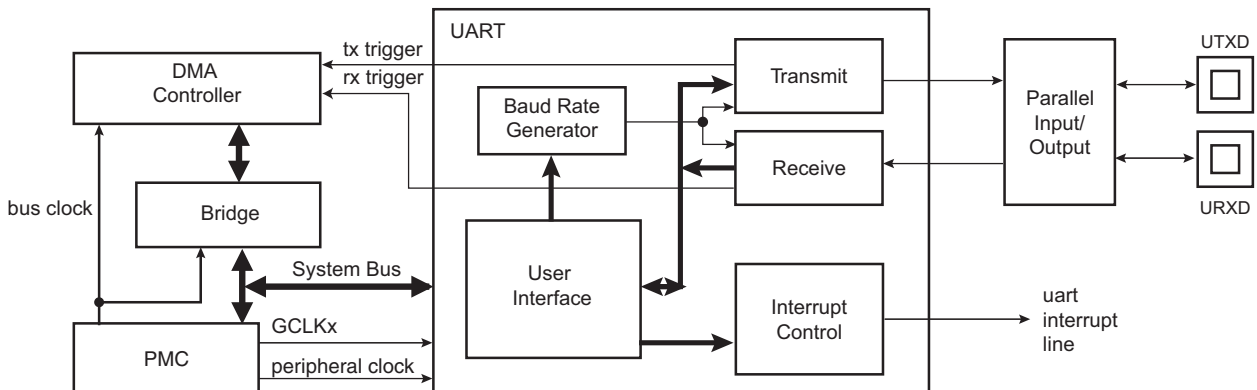 UART
UTXD
tx trigger
DMA
Controller
rx trigger
Transmit
Baud Rate
Generator
Parallel
Input/
Output
Receive
bus clock
Bridge
URXD
System Bus
User
Interface
Interrupt
Control
uart
interrupt
line
GCLKx
PMC
peripheral clock